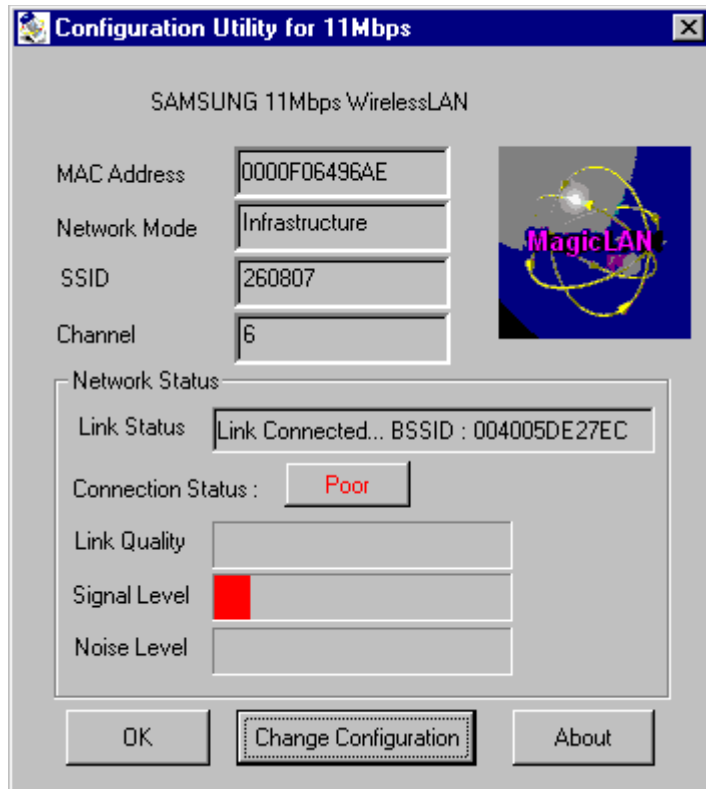 Configuration Utility for 11Mbps
SAMSUNG 11Mbps WirelessLAN
MAC Address 0000F06496AE
Network Mode Infrastructure
SSID 260807
Channel 6
MagicLAN
Network Status
Link Status Link Connected... BSSID : 004005DE27EC
Connection Status : Poor
Link Quality
Signal Level
Noise Level
OK Change Configuration About